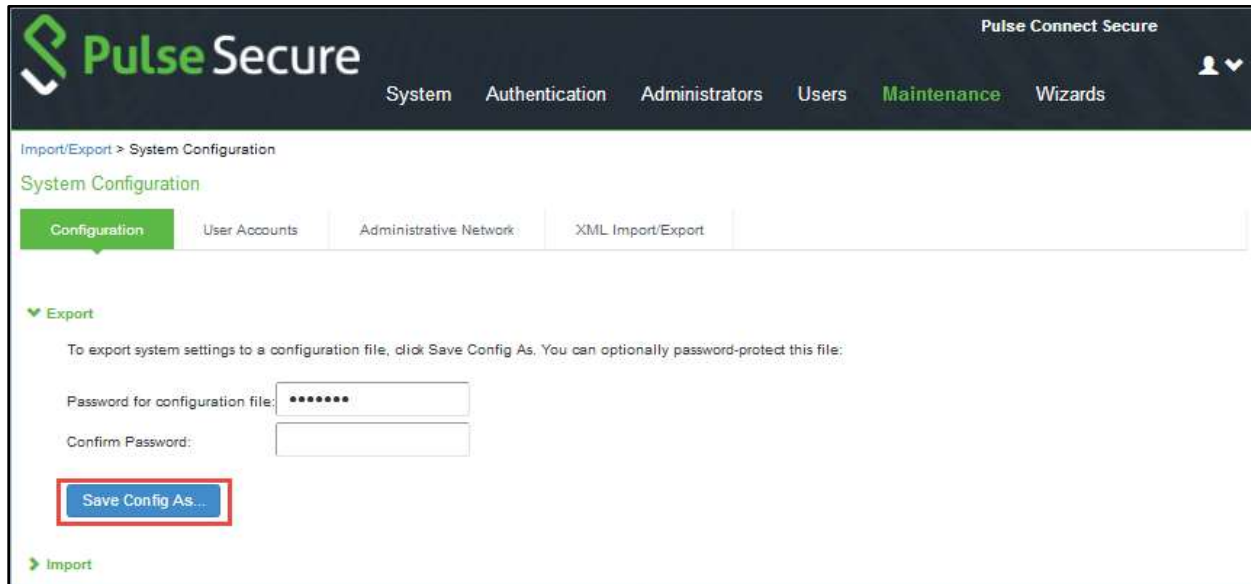 Pulse Connect Secure
Pulse Secure
System Authentication Administrators Users Maintenance Wizards
Import/Export > System Configuration
System Configuration
Configuration User Accounts Administrative Network XML Import/Export
Export
To export system settings to a configuration file, click Save Config As. You can optionally password-protect this file:
Password for configuration file: •••••••
Confirm Password:
Save Config As...
Import